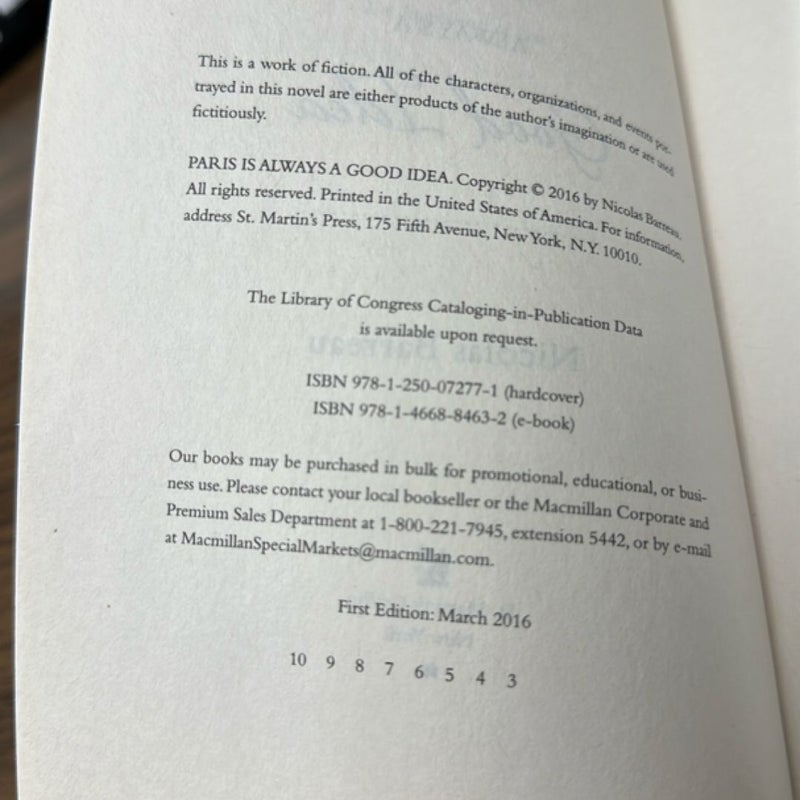 This is a work of fiction. All of the characters, organizations, and events por-
trayed in this novel are either products of the author's imagination or are used
fictitiously.
PARIS IS ALWAYS A GOOD IDEA. Copyright © 2016 by Nicolas Barreau.
All rights reserved. Printed in the United States of America. For information,
address St. Martin's Press, 175 Fifth Avenue, New York, N.Y. 10010.
The Library of Congress Cataloging-in-Publication Data
is available upon request.
ISBN 978-1-250-07277-1 (hardcover)
ISBN 978-1-4668-8463-2 (e-book)
Our books may be purchased in bulk for promotional, educational, or busi-
ness use. Please contact your local bookseller or the Macmillan Corporate and
Premium Sales Department at 1-800-221-7945, extension 5442, or by e-mail
at MacmillanSpecialMarkets@macmillan.com.
First Edition: March 2016
10 9 8 7 6 5 4 3